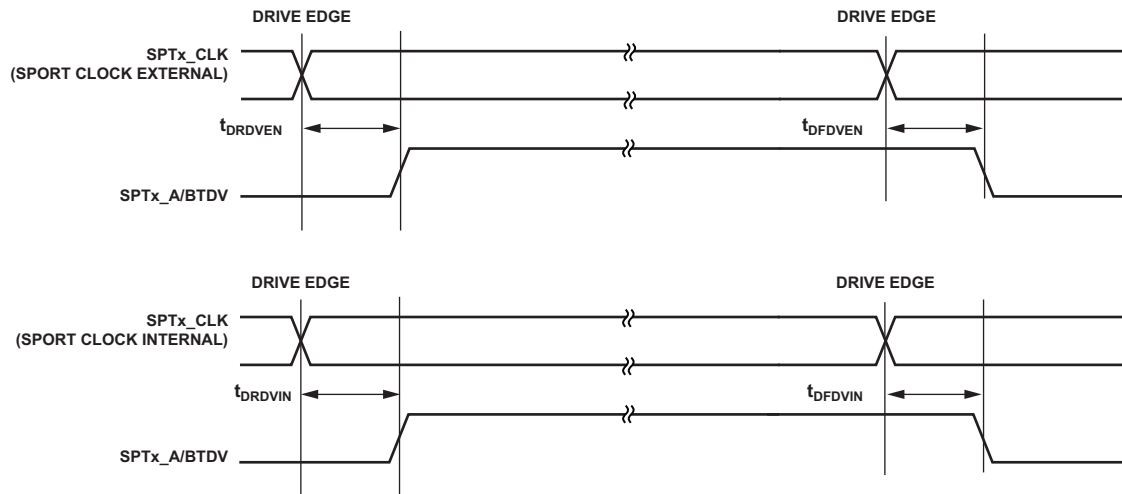 DRIVE EDGE DRIVE EDGE
SPTx_CLK
(SPORT CLOCK EXTERNAL)
tDRDVEN tDFDVEN
SPTx_A/BTDV
DRIVE EDGE DRIVE EDGE
SPTx_CLK
(SPORT CLOCK INTERNAL)
tDRDVIN tDFDVIN
SPTx_A/BTDV